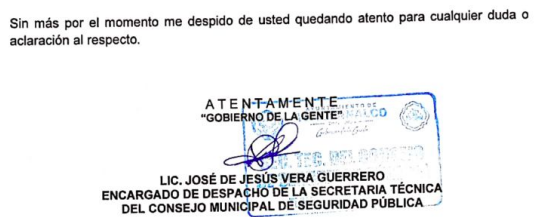 Sin más por el momento me despido de usted quedando atento para cualquier duda o
aclaración al respecto.
A T E N T A M E N T E
"GOBIERNO DE LA GENTE"
LIC. JOSÉ DE JESÚS VERA GUERRERO
ENCARGADO DE DESPACHO DE LA SECRETARIA TÉCNICA
DEL CONSEJO MUNICIPAL DE SEGURIDAD PÚBLICA